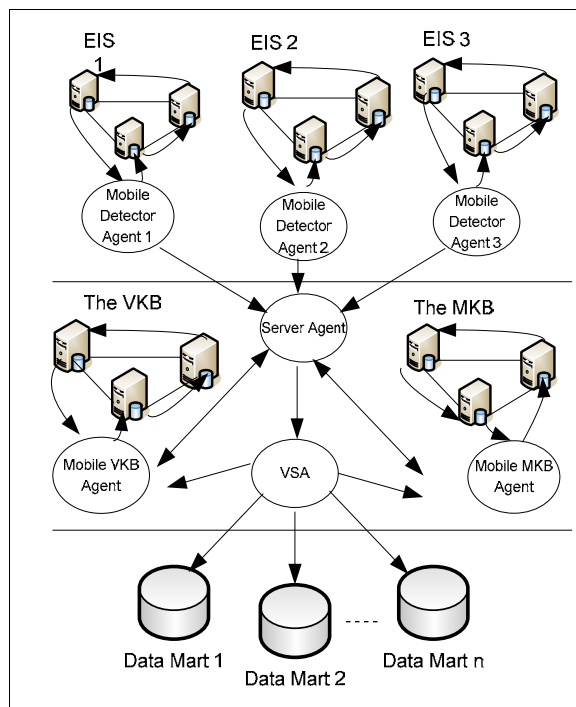 EIS
1
EIS 2
EIS 3
Mobile
Detector
Agent 1
Mobile
Detector
Agent 2
Mobile
Detector
Agent 3
The VKB
Server Agent
The MKB
Mobile VKB
Agent
VSA
Mobile MKB
Agent
Data Mart 1
Data Mart 2
Data Mart n